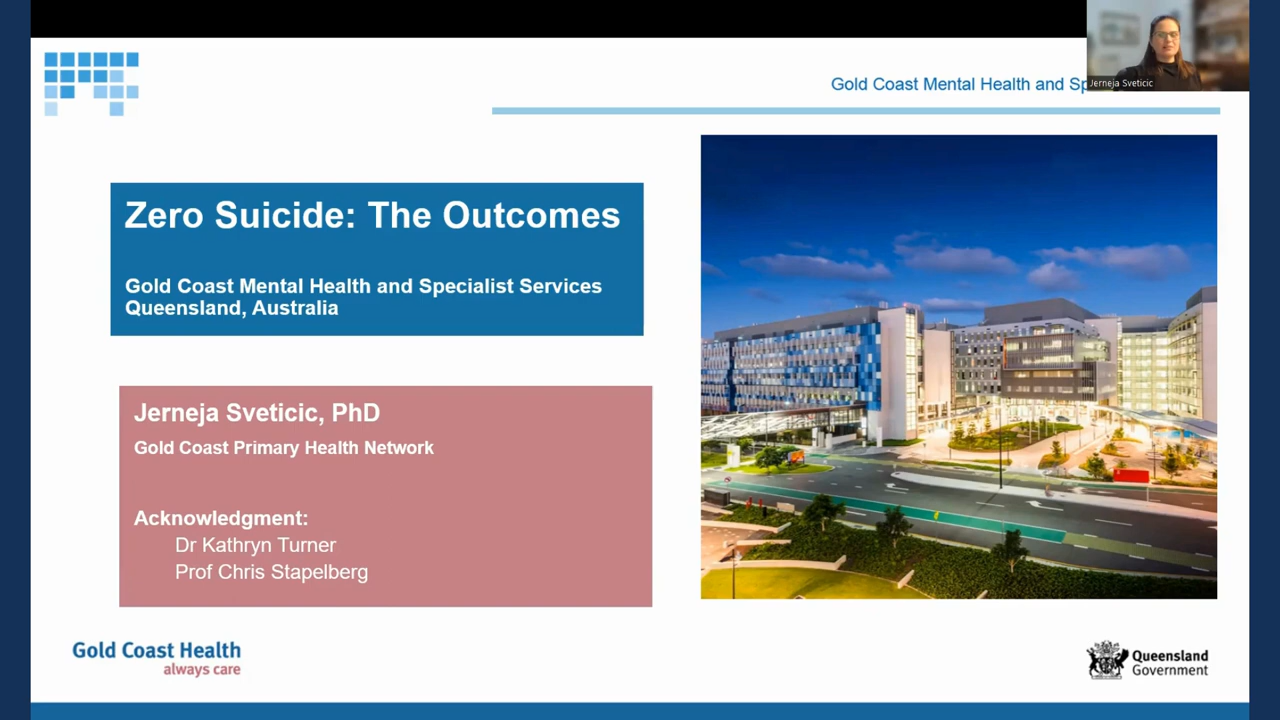 Gold Coast Mental Health and
Jerneja Sveticic
Zero Suicide: The Outcomes
Gold Coast Mental Health and Specialist Services
Queensland, Australia
Jerneja Sveticic, PhD
Gold Coast Primary Health Network
Acknowledgment:
Dr Kathryn Turner
Prof Chris Stapelberg
Gold Coast Health
always care
Queensland
Government